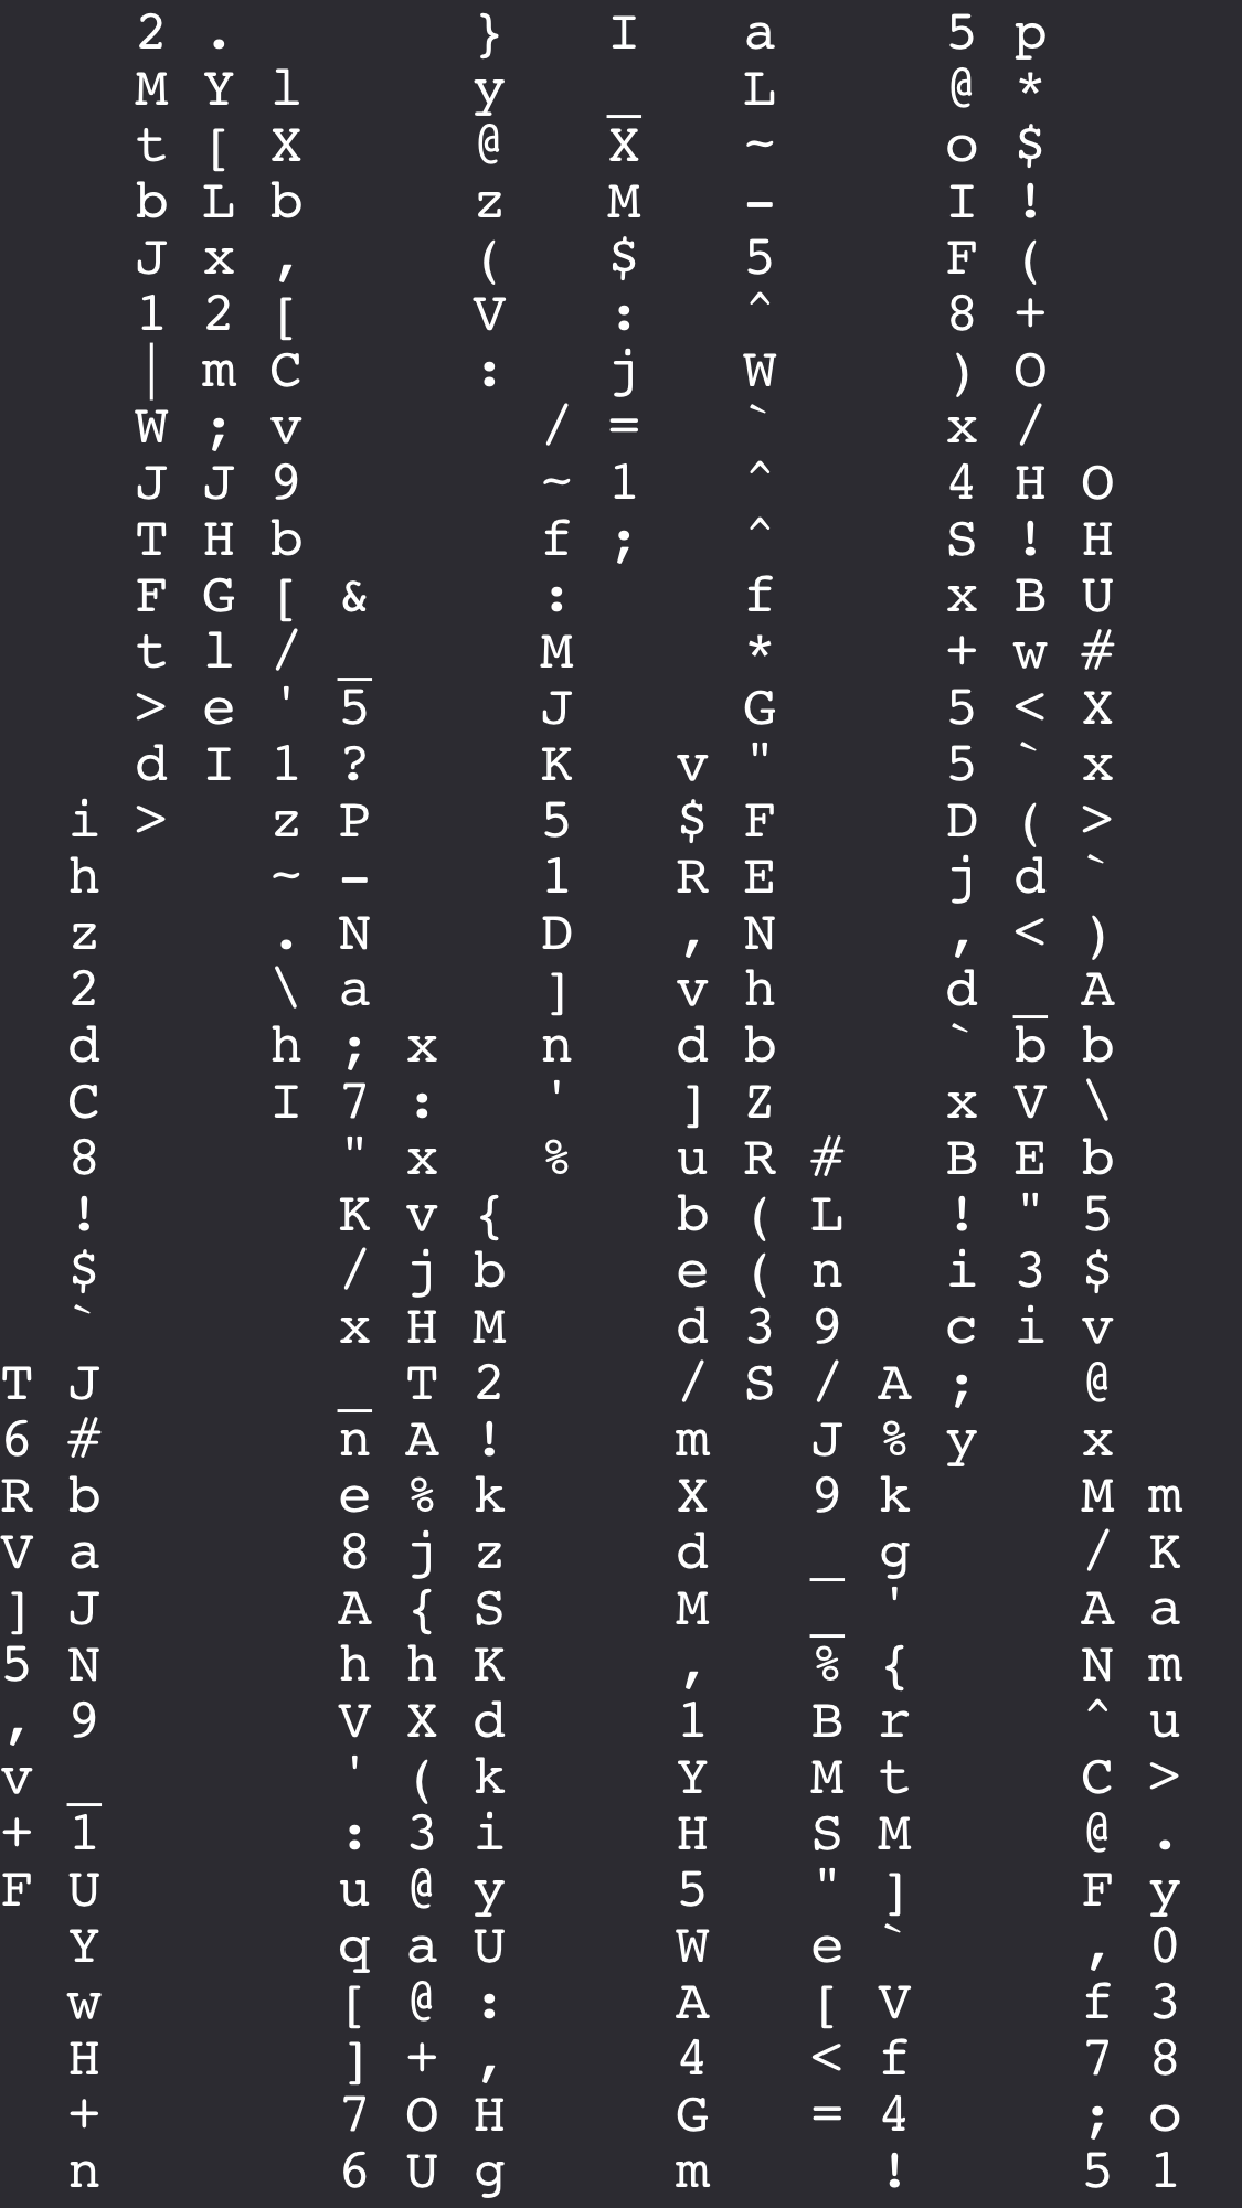 2 . } I a 5 p
M Y l y _ L @ *
t [ X @ X ~ o $
b L b z M - I !
J x , ( $ 5 F (
1 2 [ V : ^ 8 +
| m C : j W ) O
W ; v / = ` x /
J J 9 ~ 1 ^ 4 H O
T H b f ; ^ S ! H
F G [ & : f x B U
t l / _ M * + w #
> e ' 5 J G 5 < X
d I 1 ? K v " 5 ` x
i > z P 5 $ F D ( >
h ~ - 1 R E j d `
z . N D , N , < )
2 \ a ] v h d _ A
d h ; x n d b ` b b
C I 7 : ' ] Z x V \
8 " x % u R # B E b
! K v { b ( L ! " 5
$ / j b e ( n i 3 $
` x H M d 3 9 c i v
T J _ T 2 / S / A ; @
6 # n A ! m J % y x
R b e % k X 9 k M m
V a 8 j z d _ g / K
] J A { S M _ ' A a
5 N h h K , % { N m
, 9 V X d 1 B r ^ u
v _ ' ( k Y M t C >
+ 1 : 3 i H S M @ .
F U u @ y 5 " ] F y
Y q a U W e ` , 0
w [ @ : A [ V f 3
H ] + , 4 < f 7 8
+ 7 O H G = 4 ; o
n 6 U g m ! 5 1